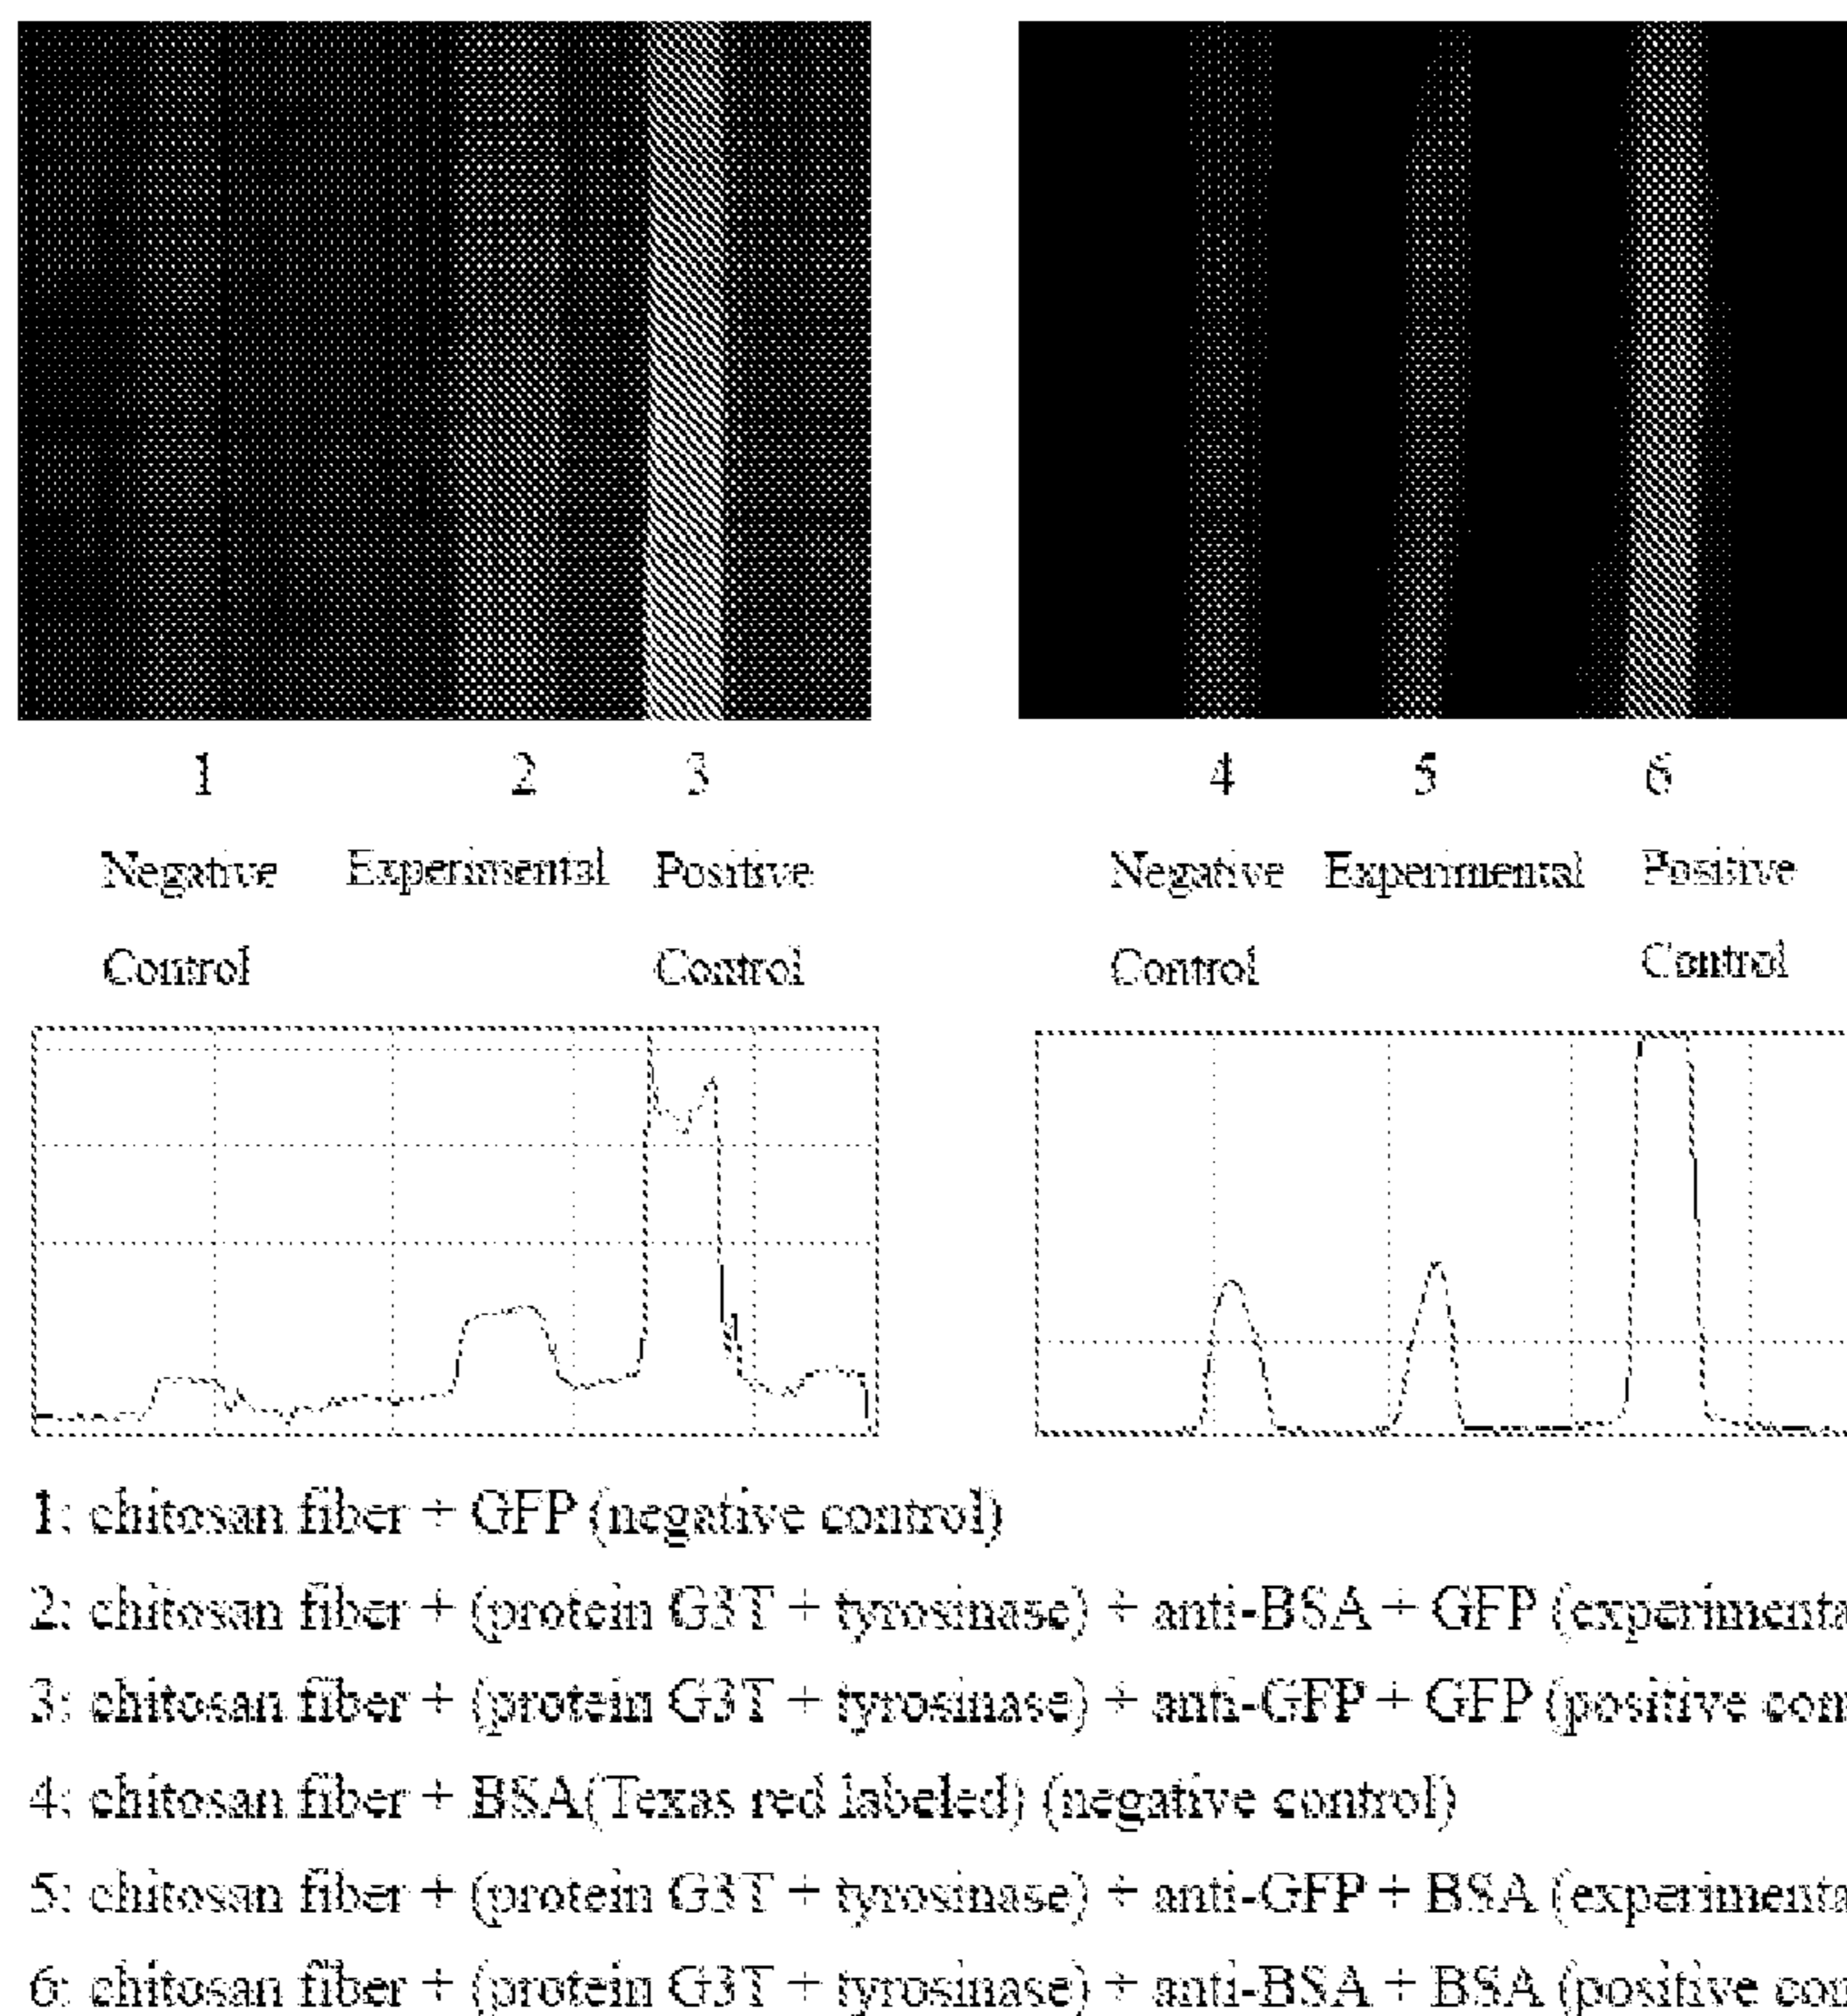 1 2 3 4 5 6
Negative Experimental Positive Negative Experimental Positive
Control Control Control Control
1: chitosan fiber + GFP (negative control)
2: chitosan fiber + (protein G3T + tyrosinase) + anti-BSA + GFP (experimenta
3: chitosan fiber + (protein G3T + tyrosinase) + anti-GFP + GFP (positive con
4: chitosan fiber + BSA(Texas red labeled) (negative control)
5: chitosan fiber + (protein G3T + tyrosinase) + anti-GFP + BSA (experimenta
6: chitosan fiber + (protein G3T + tyrosinase) + anti-BSA + BSA (positive con